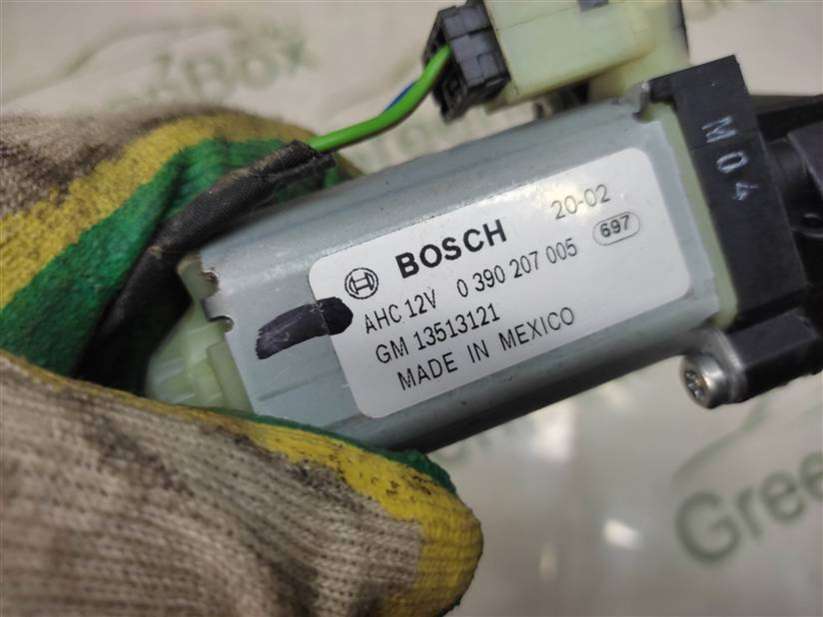 BOSCH 20-02
AHC 12V 0 390 207 005 697
GM 13513121
MADE IN MEXICO
M04